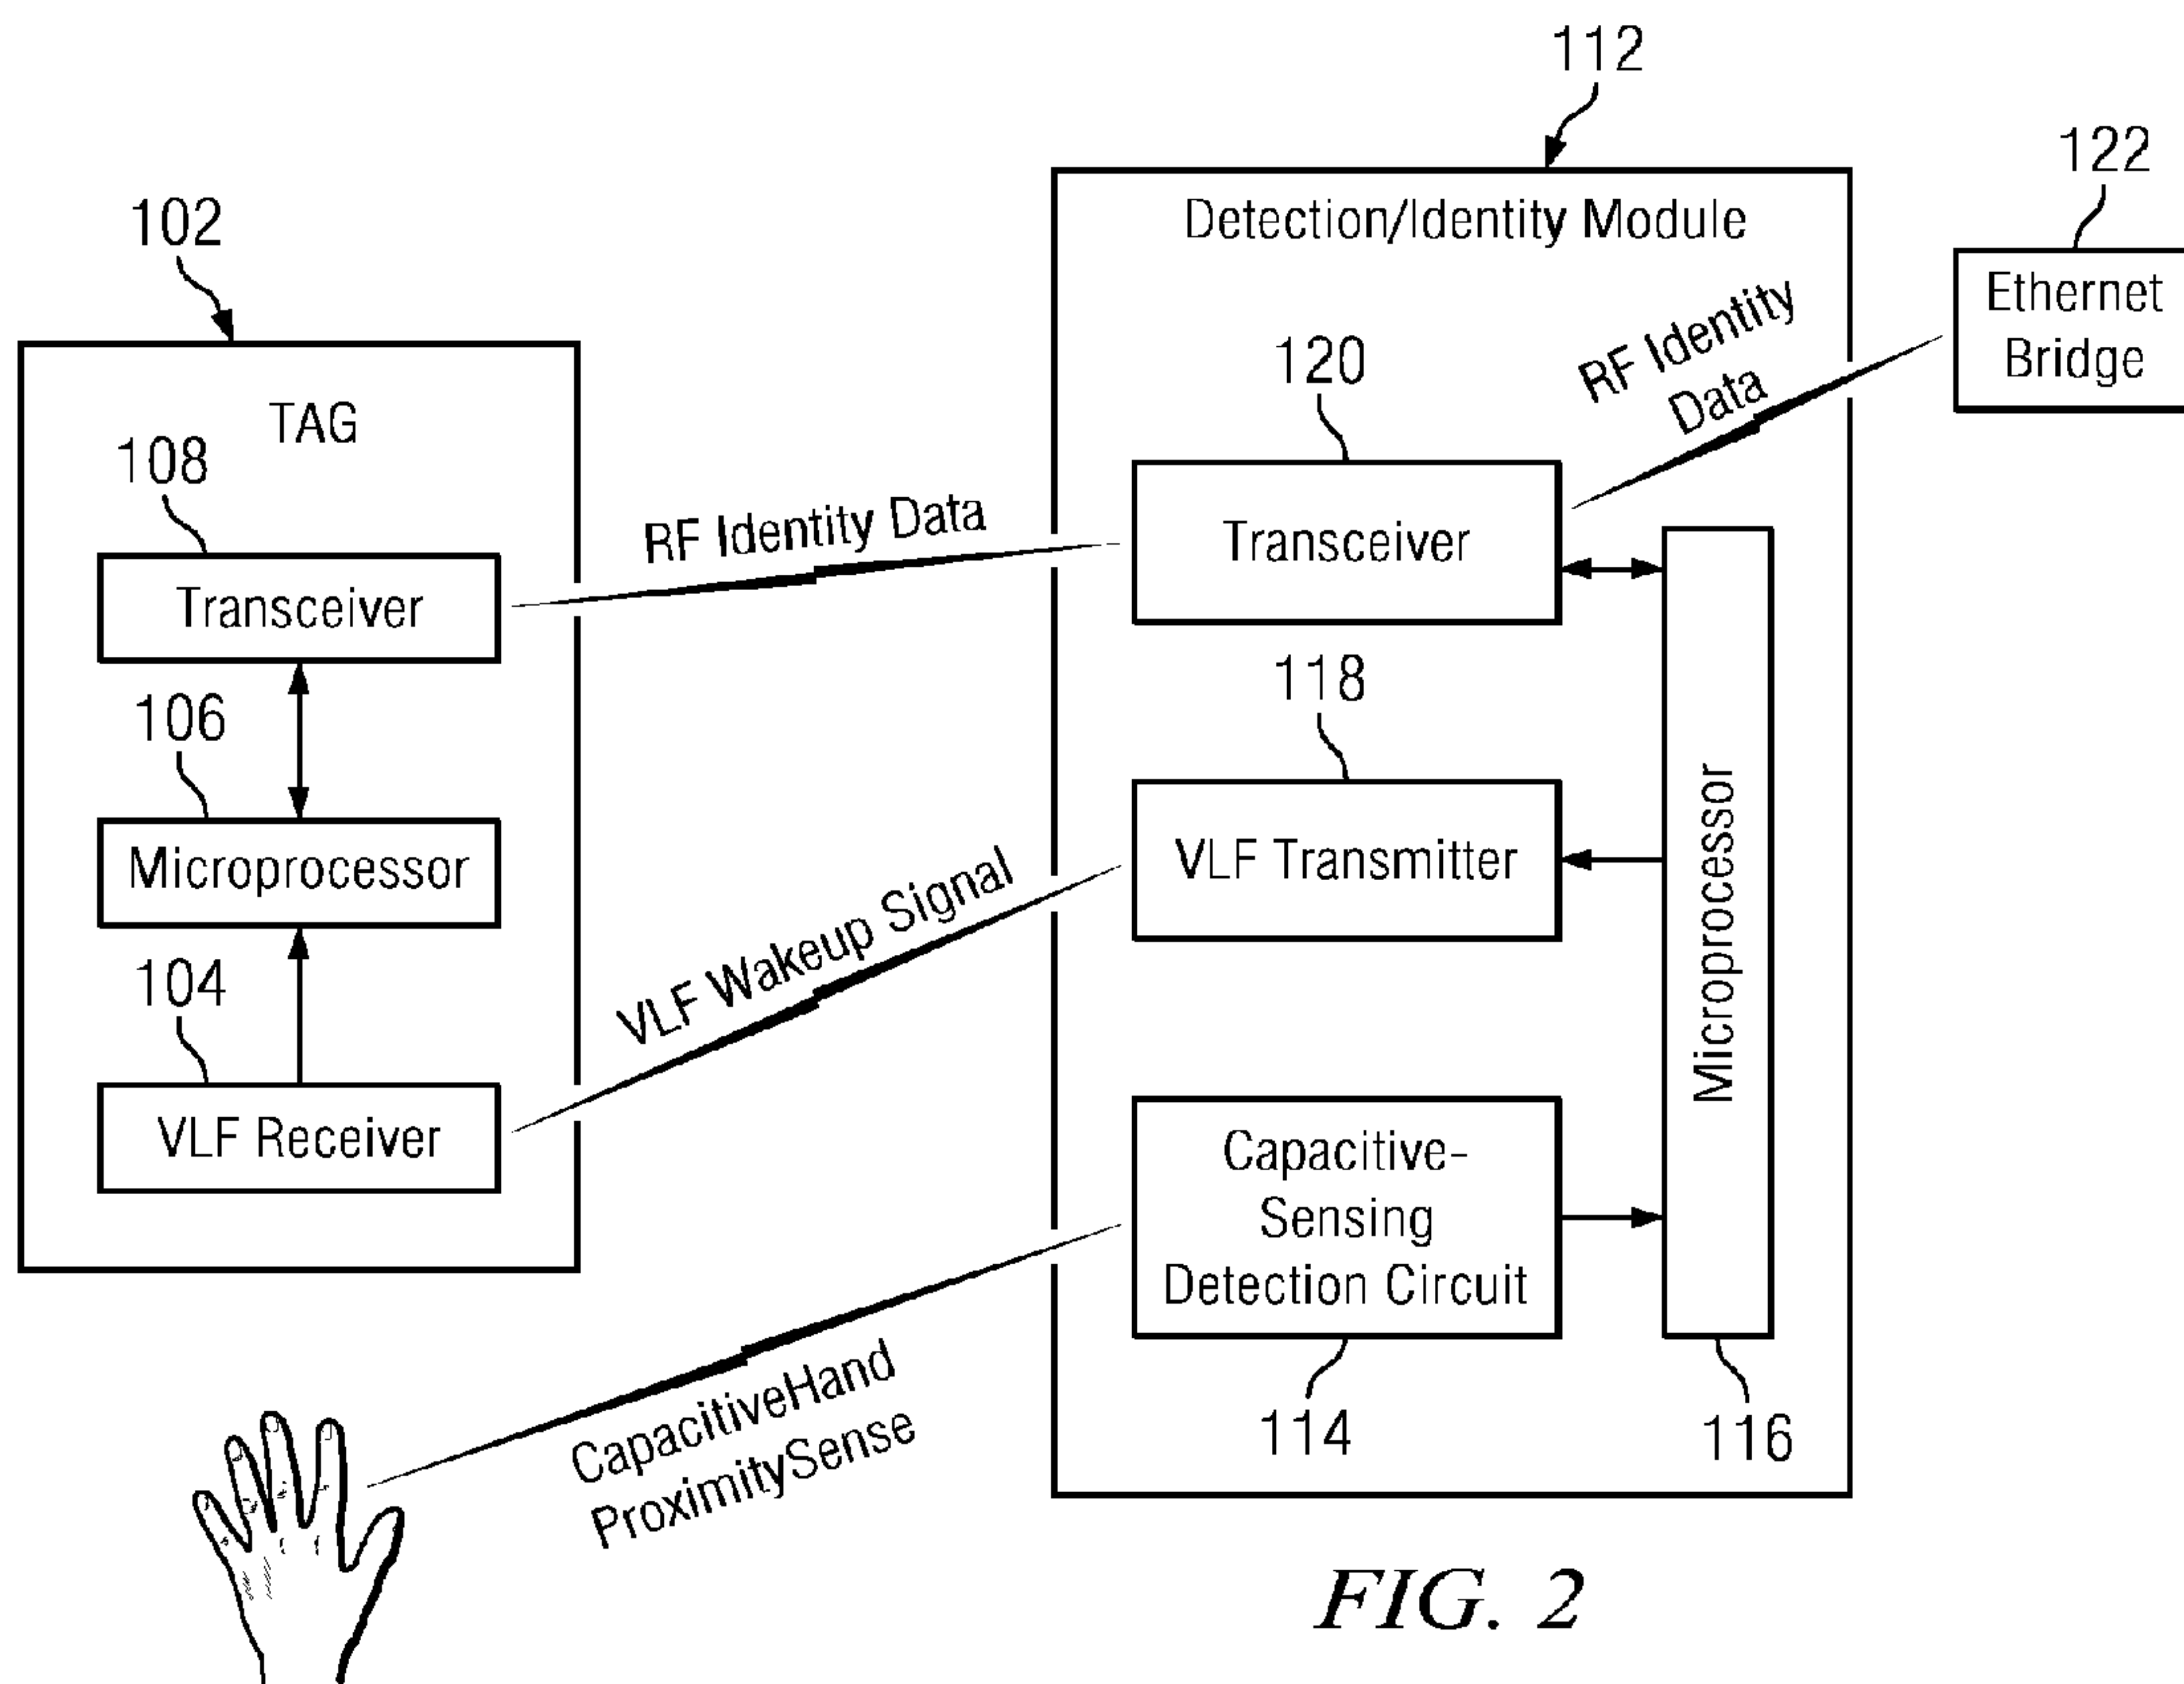 112
122
102
Detection/Identity Module
Ethernet
Bridge
TAG
120
RF Identity
Data
108
RF Identity Data
Transceiver
Transceiver
106
118
Microprocessor
VLF Transmitter
Microprocessor
104
VLF Wakeup Signal
VLF Receiver
Capacitive-
Sensing
Detection Circuit
CapacitiveHand
ProximitySense
114
116
FIG. 2